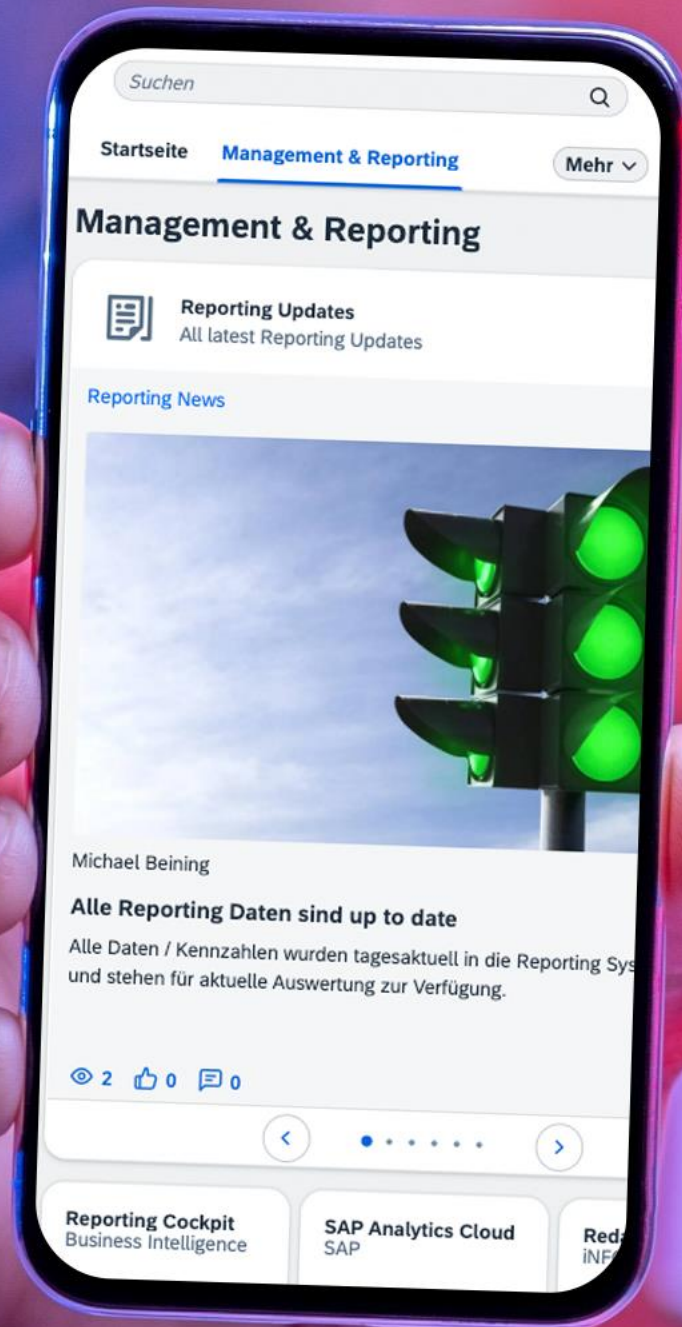 Suchen
Startseite Management & Reporting Mehr
Management & Reporting
Reporting Updates
All latest Reporting Updates
Reporting News
Michael Beining
Alle Reporting Daten sind up to date
Alle Daten / Kennzahlen wurden tagesaktuell in die Reporting
und stehen für aktuelle Auswertung zur Verfügung.
2 0 0
Reporting Cockpit
Business Intelligence
SAP Analytics Cloud
SAP